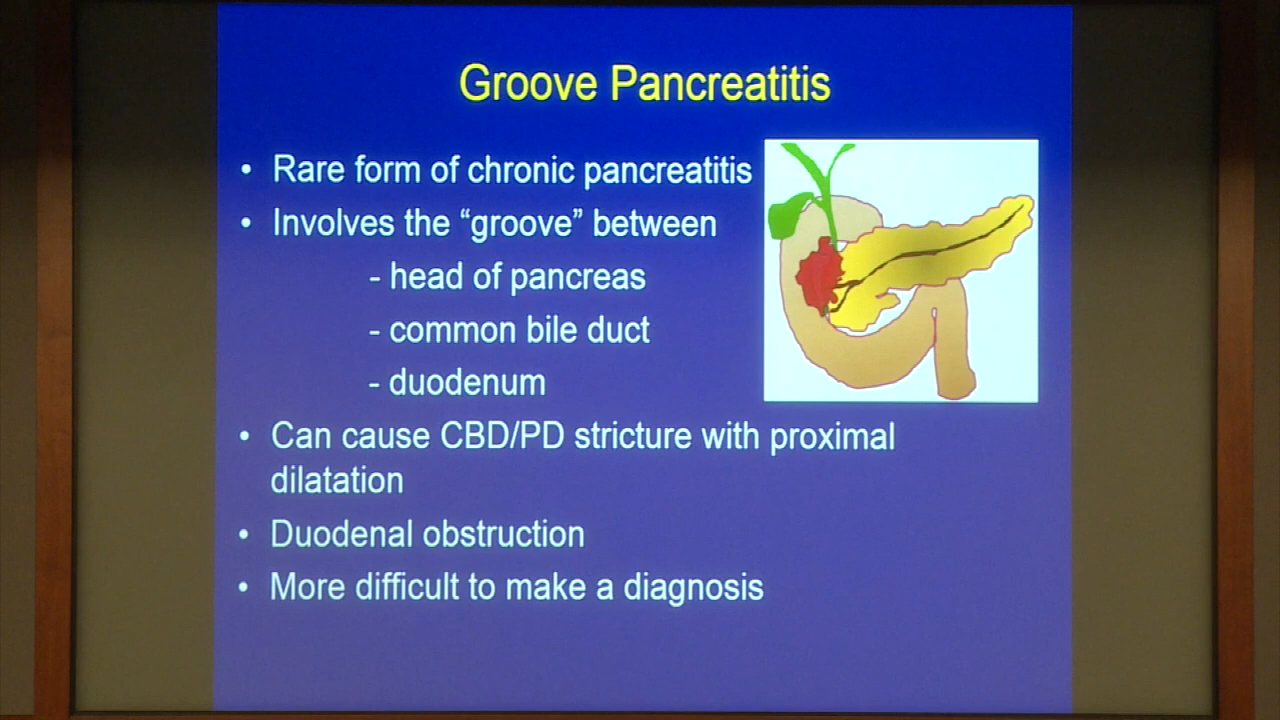 Groove Pancreatitis
• Rare form of chronic pancreatitis
• Involves the “groove” between
- head of pancreas
- common bile duct
- duodenum
• Can cause CBD/PD stricture with proximal
dilatation
• Duodenal obstruction
• More difficult to make a diagnosis